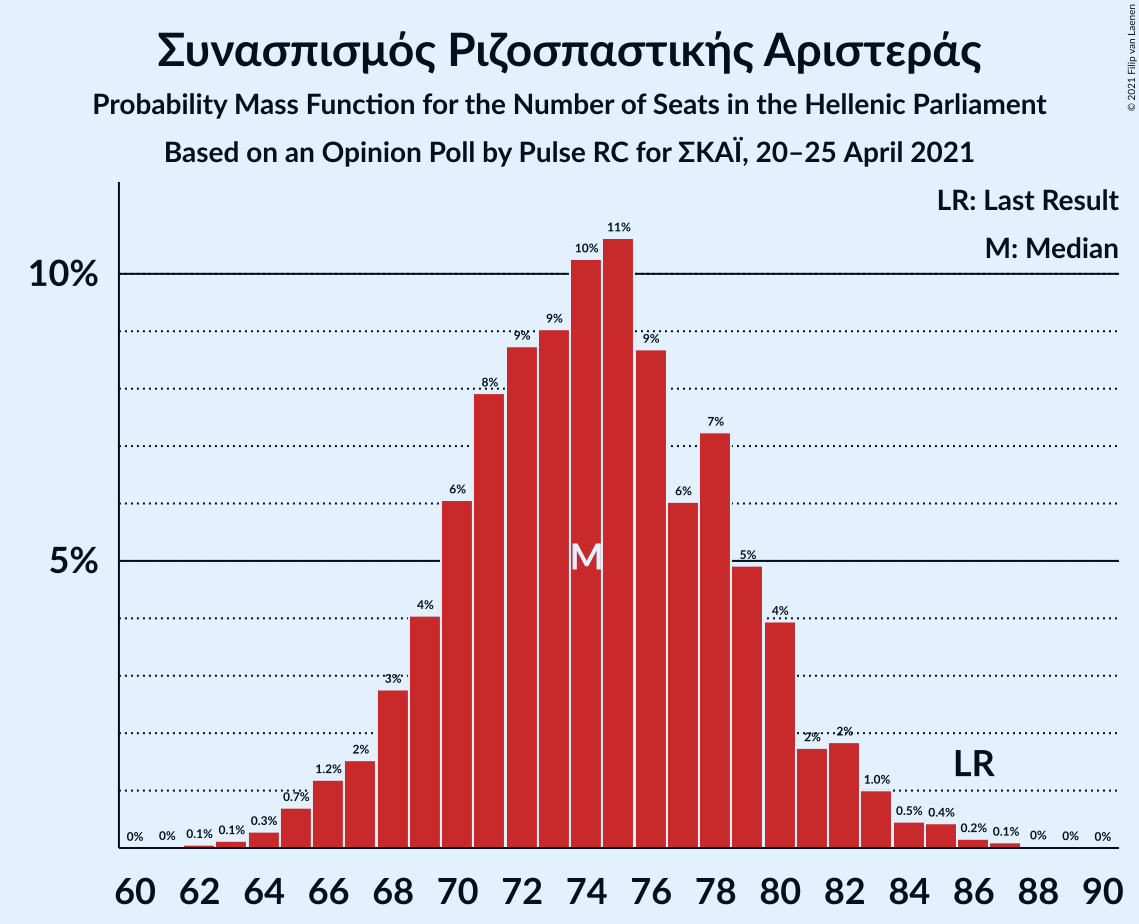 Συνασπισμός Ριζοσπαστικής Αριστεράς
Probability Mass Function for the Number of Seats in the Hellenic Parliament
Based on an Opinion Poll by Pulse RC for ΣΚΑΪ, 20–25 April 2021
© 2021 Filip van Laenen
LR: Last Result
M: Median
10%
5%
0% 0% 0.1% 0.1% 0.3% 0.7% 1.2% 2% 3% 4% 6% 8% 9% 9% 10% 11% 9% 6% 7% 5% 4% 2% 2% 1.0% 0.5% 0.4% 0.2% 0.1% 0% 0% 0%
M
LR
60 62 64 66 68 70 72 74 76 78 80 82 84 86 88 90